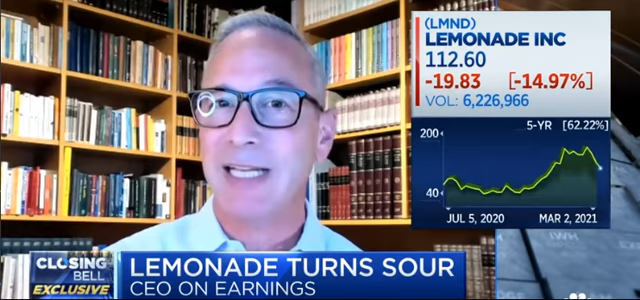 (LMND)
LEMONADE INC
112.60
-19.83 [-14.97%]
VOL: 6,226,966
5-YR [62.22%]
200
40
JUL 5, 2020 MAR 2, 2021
CLOSING
BELL
EXCLUSIVE
LEMONADE TURNS SOUR
CEO ON EARNINGS